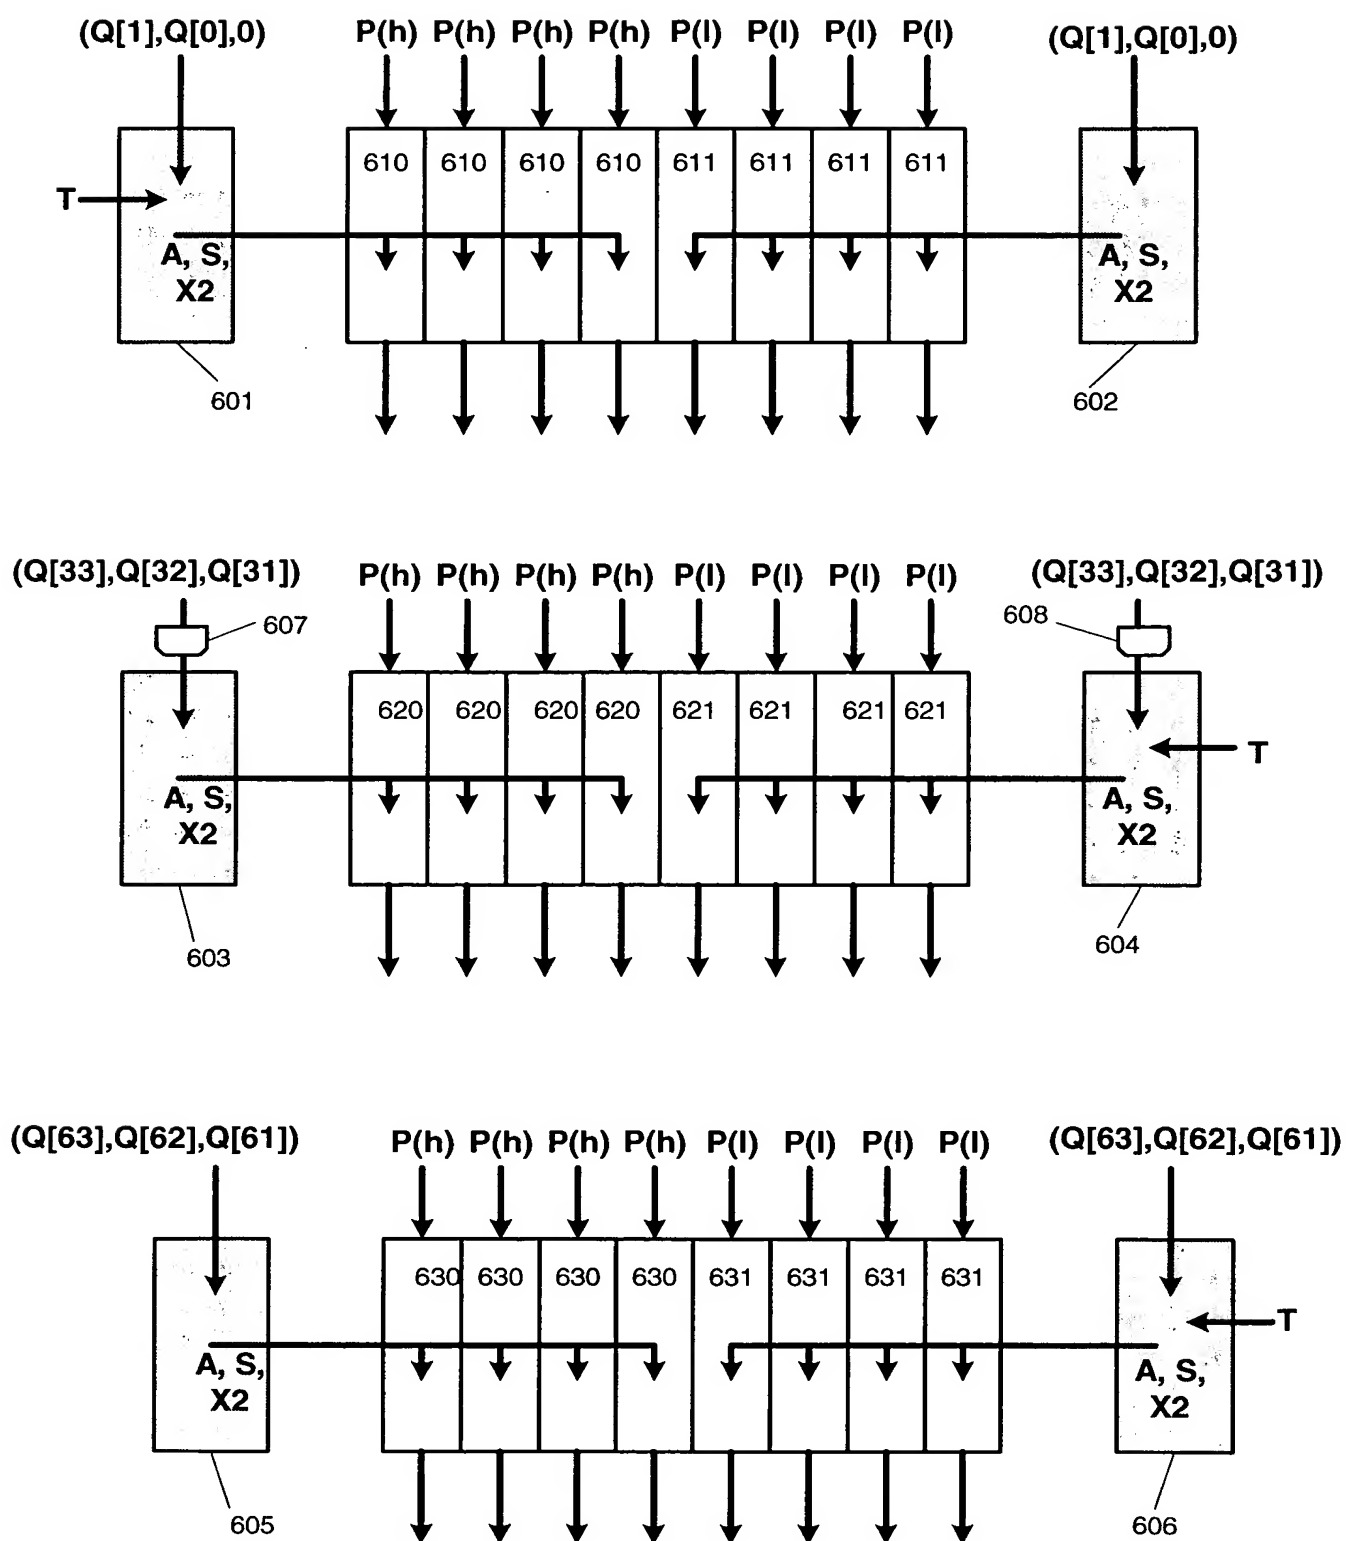 (Q[1],Q[0],0) P(h) P(h) P(h) P(h) P(l) P(l) P(l) P(l) (Q[1],Q[0],0)
610 610 610 610 611 611 611 611
T
A, S, A, S,
X2 X2
601 602
(Q[33],Q[32],Q[31]) P(h) P(h) P(h) P(h) P(l) P(l) P(l) P(l) (Q[33],Q[32],Q[31])
607 608
620 620 620 620 621 621 621 621
T
A, S, A, S,
X2 X2
603 604
(Q[63],Q[62],Q[61]) P(h) P(h) P(h) P(h) P(l) P(l) P(l) P(l) (Q[63],Q[62],Q[61])
630 630 630 630 631 631 631 631
T
A, S, A, S,
X2 X2
605 606